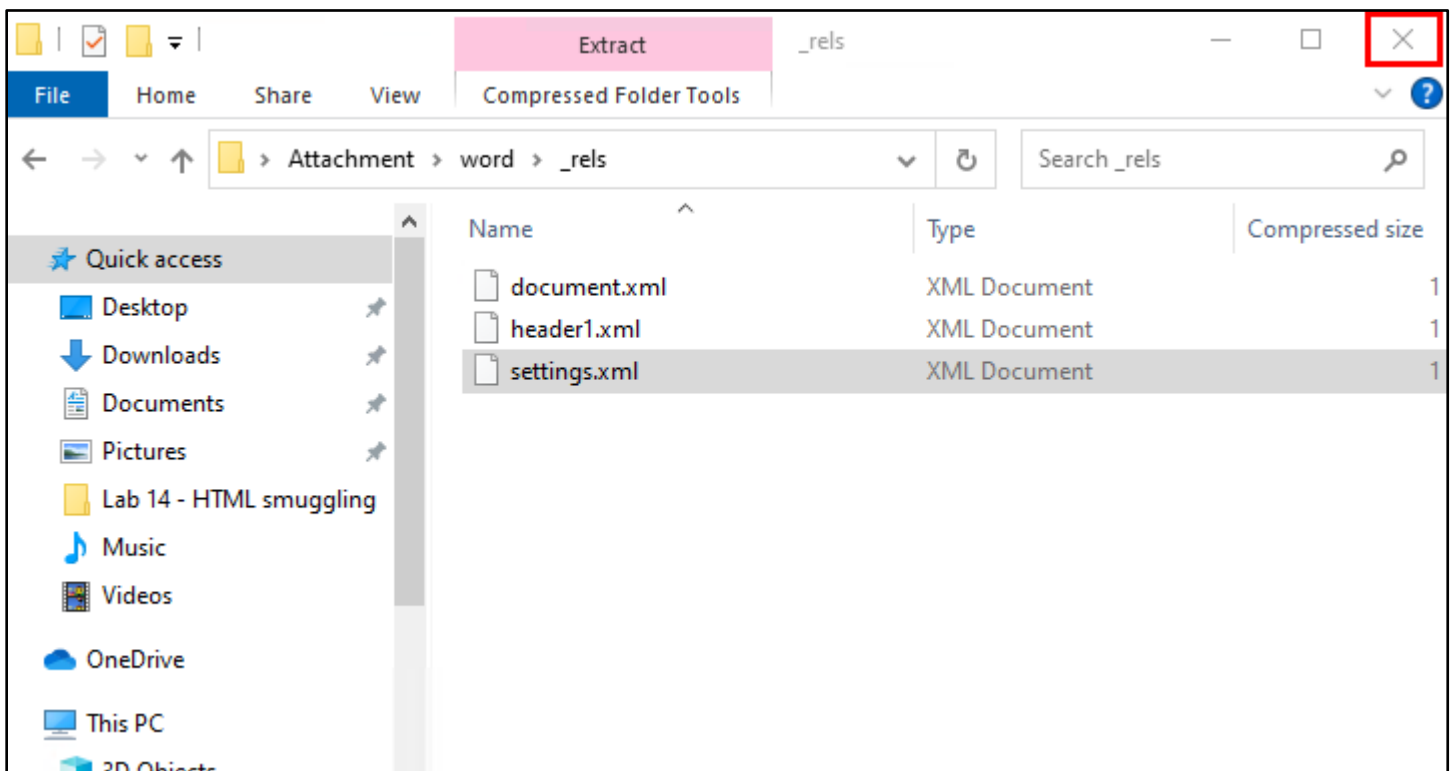 Extract _rels
File Home Share View Compressed Folder Tools ?
Attachment word _rels Search _rels
Name Type Compressed size
Quick access
Desktop
Downloads
Documents
Pictures
Lab 14 - HTML smuggling
Music
Videos
OneDrive
This PC
3D Objects
document.xml XML Document 1
header1.xml XML Document 1
settings.xml XML Document 1